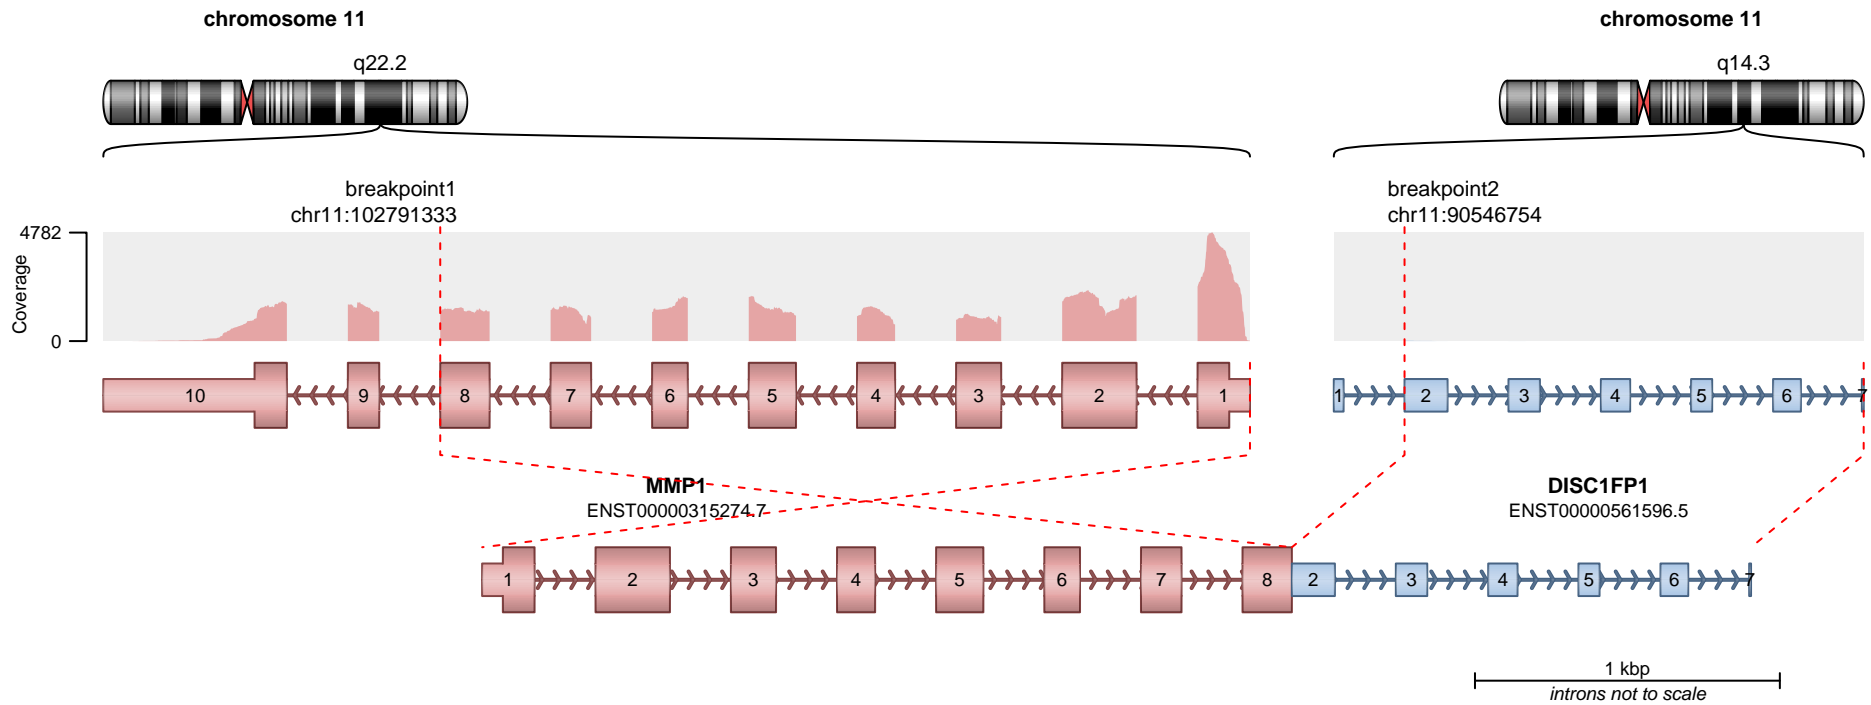 chromosome 11
chromosome 11
q22.2
q14.3
breakpoint1
chr11:102791333
breakpoint2
chr11:90546754
4782
Coverage
0
10 9 8 7 6 5 4 3 2 1
1 2 3 4 5 6 7
MMP1
ENST00000315274.7
DISC1FP1
ENST00000561596.5
1 2 3 4 5 6 7 8 2 3 4 5 6 7
1 kbp
introns not to scale